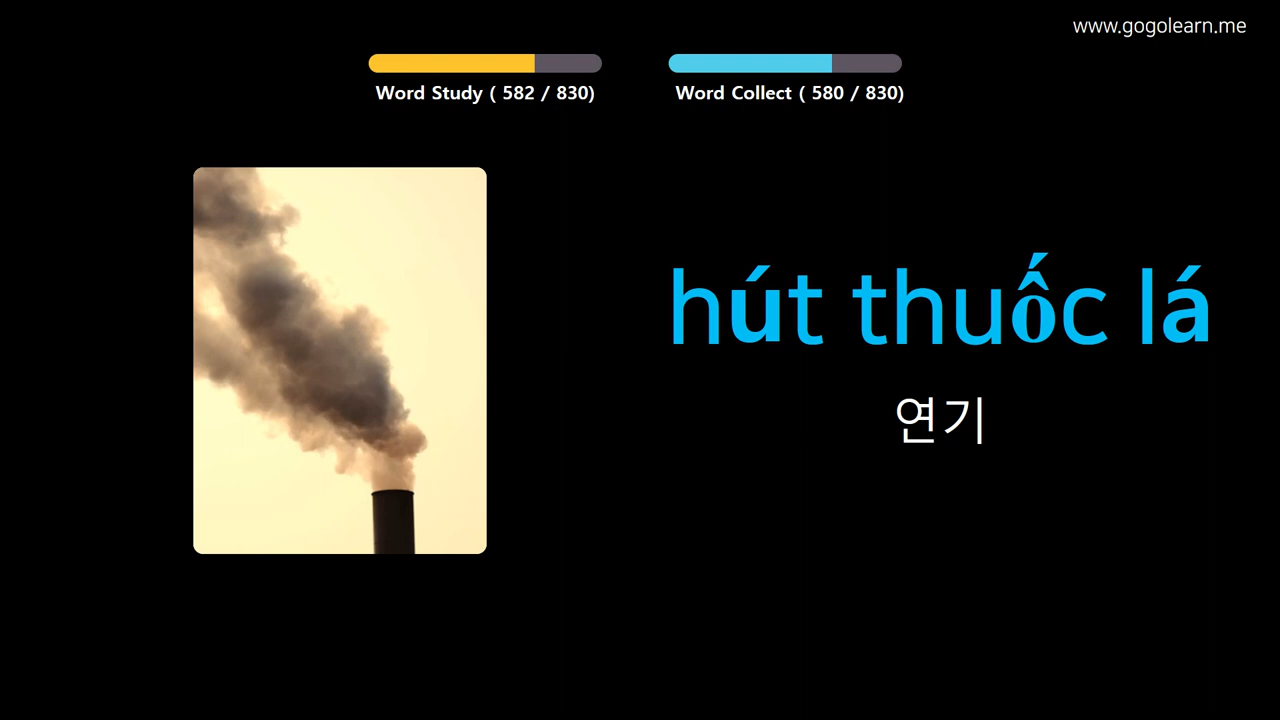 www.gogolearn.me
Word Study ( 582 / 830)
Word Collect ( 580 / 830)
hút thuốc lá
연기